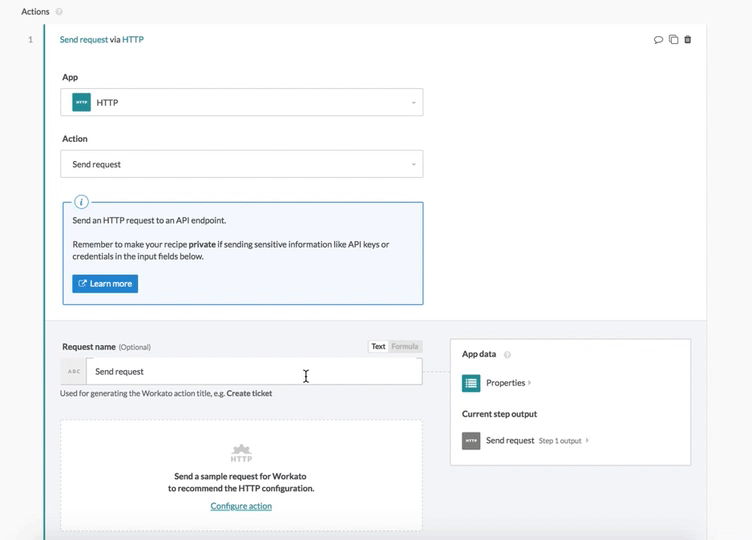 Actions
1
Send request via HTTP
App
HTTP
HTTP
Action
Send request
i
Send an HTTP request to an API endpoint.
Remember to make your recipe private if sending sensitive information like API keys or
credentials in the input fields below.
Learn more
Request name (Optional)
Text Formula
ABC Send request
Used for generating the Workato action title, e.g. Create ticket
HTTP
Send a sample request for Workato
to recommend the HTTP configuration.
Configure action
App data
Properties
Current step output
HTTP
Send request Step 1 output